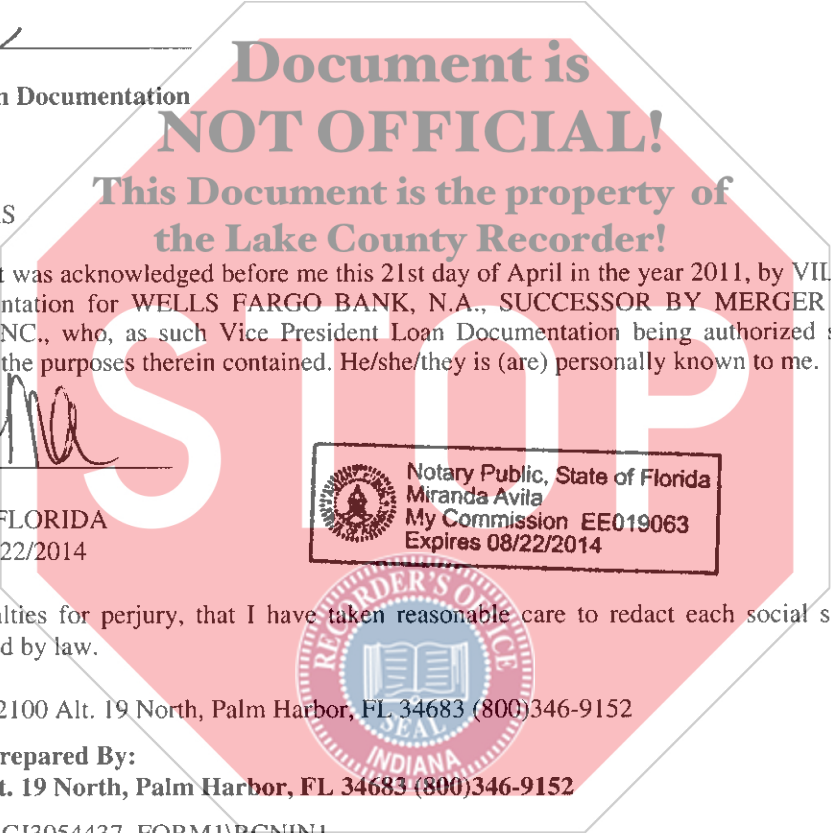 Document is
n Documentation
NOT OFFICIAL!
This Document is the property of
the Lake County Recorder!
t was acknowledged before me this 21st day of April in the year 2011, by VIL
ntation for WELLS FARGO BANK, N.A., SUCCESSOR BY MERGER
NC., who, as such Vice President Loan Documentation being authorized s
the purposes therein contained. He/she/they is (are) personally known to me.
STOP
Notary Public, State of Florida
Miranda Avila
My Commission EE019063
Expires 08/22/2014
FLORIDA
22/2014
RECORDER'S OFFICE
lties for perjury, that I have taken reasonable care to redact each social s
d by law.
2100 Alt. 19 North, Palm Harbor, FL 34683 (800)346-9152
SEAL
INDIANA
repared By:
t. 19 North, Palm Harbor, FL 34683 (800)346-9152